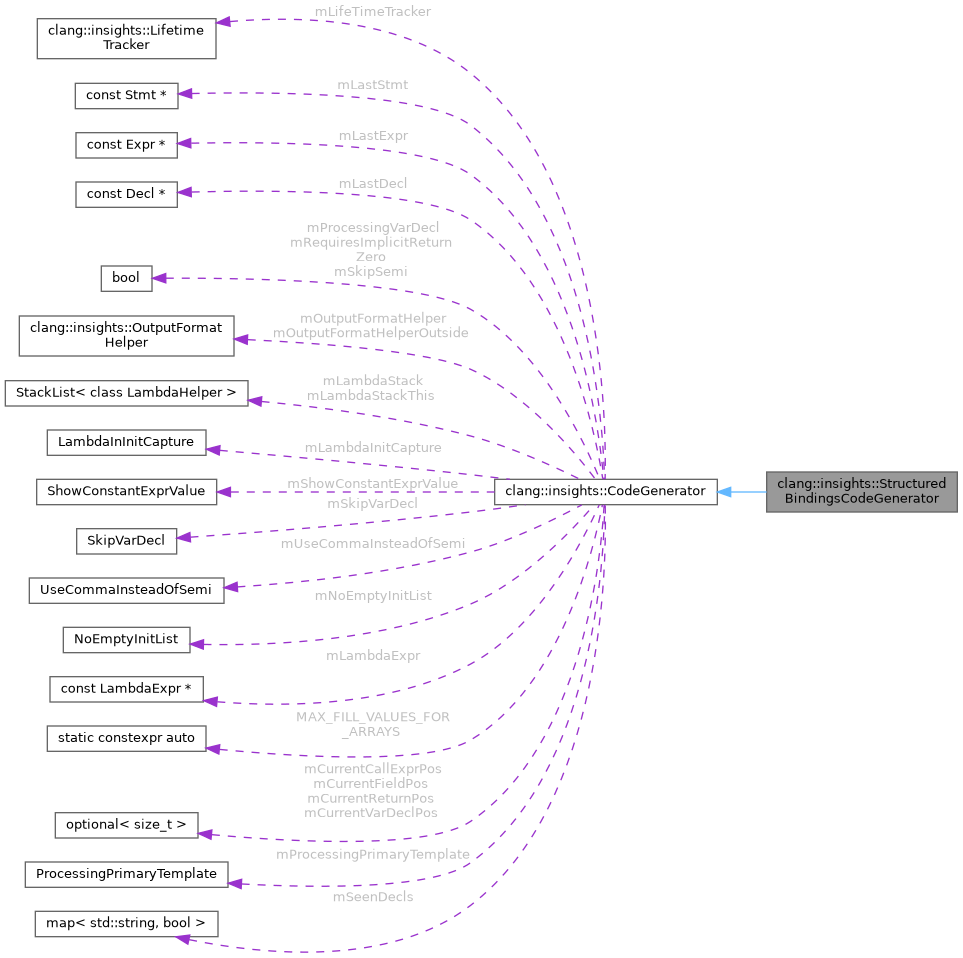 mLifeTimeTracker
clang::insights::Lifetime
Tracker
mLastStmt
const Stmt *
mLastExpr
const Expr *
mLastDecl
const Decl *
mProcessingVarDecl
mRequiresImplicitReturn
Zero
mSkipSemi
bool
mOutputFormatHelper
mOutputFormatHelperOutside
clang::insights::OutputFormat
Helper
mLambdaStack
mLambdaStackThis
StackList< class LambdaHelper >
mLambdaInitCapture
LambdaInInitCapture
mShowConstantExprValue
ShowConstantExprValue
clang::insights::CodeGenerator
clang::insights::Structured
BindingsCodeGenerator
mSkipVarDecl
SkipVarDecl
mUseCommaInsteadOfSemi
UseCommaInsteadOfSemi
mNoEmptyInitList
NoEmptyInitList
mLambdaExpr
const LambdaExpr *
MAX_FILL_VALUES_FOR
_ARRAYS
static constexpr auto
mCurrentCallExprPos
mCurrentFieldPos
mCurrentReturnPos
mCurrentVarDeclPos
optional< size_t >
mProcessingPrimaryTemplate
ProcessingPrimaryTemplate
mSeenDecls
map< std::string, bool >